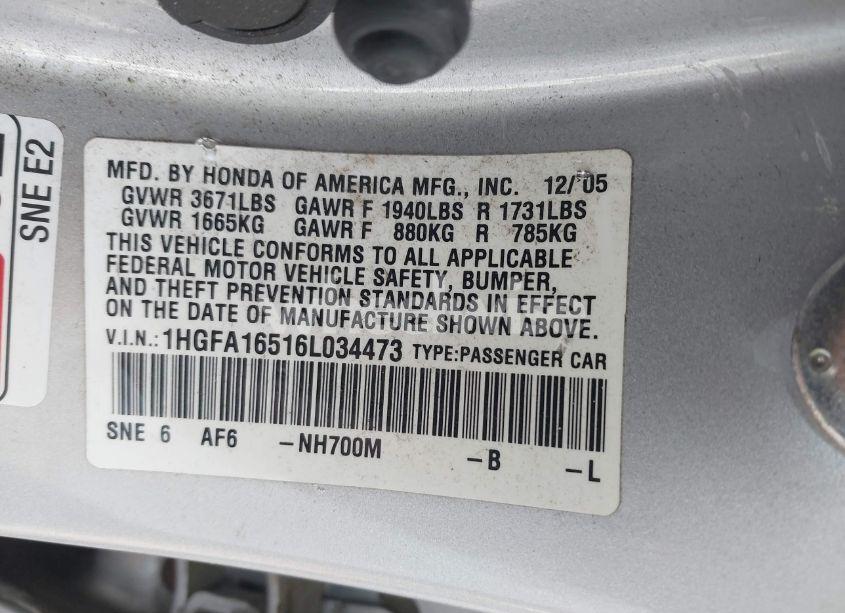 SNE E2
MFD. BY HONDA OF AMERICA MFG., INC. 12/'05
GVWR 3671LBS GAWR F 1940LBS R 1731LBS
GVWR 1665KG GAWR F 880KG R 785KG
THIS VEHICLE CONFORMS TO ALL APPLICABLE
FEDERAL MOTOR VEHICLE SAFETY, BUMPER,
AND THEFT PREVENTION STANDARDS IN EFFECT
ON THE DATE OF MANUFACTURE SHOWN ABOVE.
V.I.N.: 1HGFA16516L034473 TYPE:PASSENGER CAR
SNE 6 AF6 -NH700M -B -L